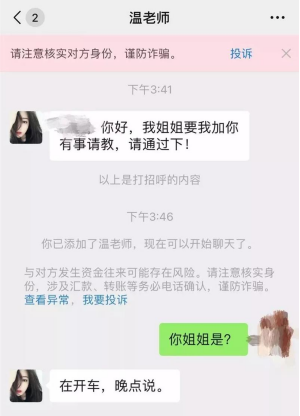 2
温老师
请注意核实对方身份，谨防诈骗。 投诉
下午3:41
你好，我姐姐要我加你
有事请教，请通过下！
以上是打招呼的内容
下午3:46
你已添加了温老师，现在可以开始聊天了。
与对方发生资金往来可能存在风险。请注意核实身
份，涉及汇款、转账等务必电话确认，谨防诈骗。
查看异常，我要投诉
你姐姐是？
在开车，晚点说。